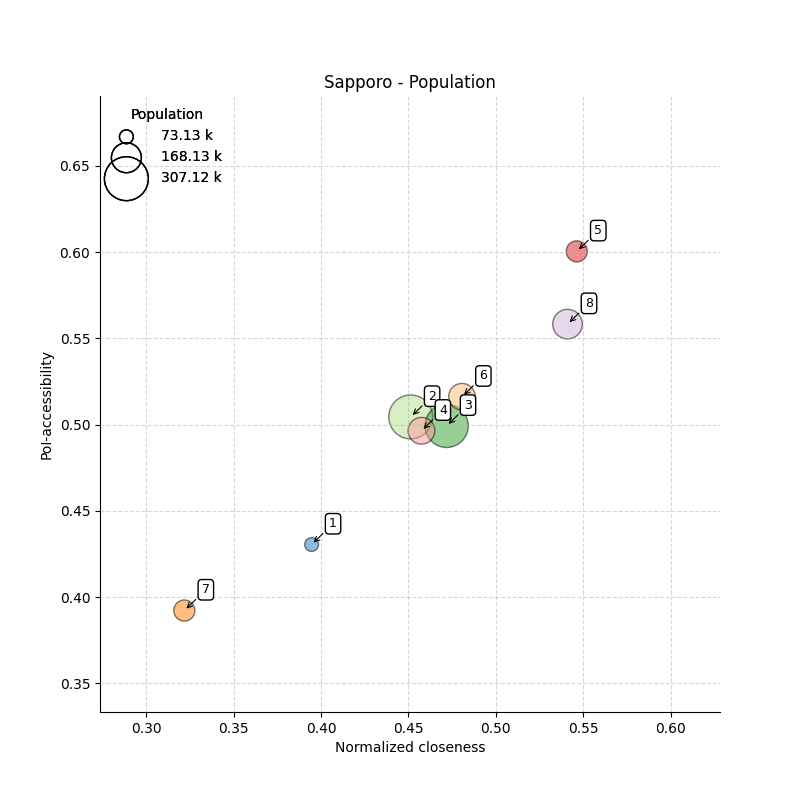 Sapporo - Population
Population
73.13 k
168.13 k
307.12 k
PoI-accessibility
0.65
0.60
0.55
0.50
0.45
0.40
0.35
5
8
6
2
3
4
1
7
0.30 0.35 0.40 0.45 0.50 0.55 0.60
Normalized closeness